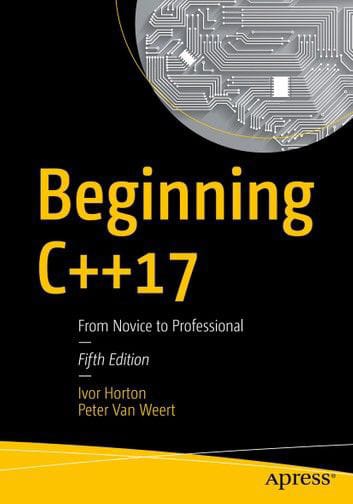 Beginning
C++17
From Novice to Professional
—
Fifth Edition
—
Ivor Horton
Peter Van Weert
Apress®